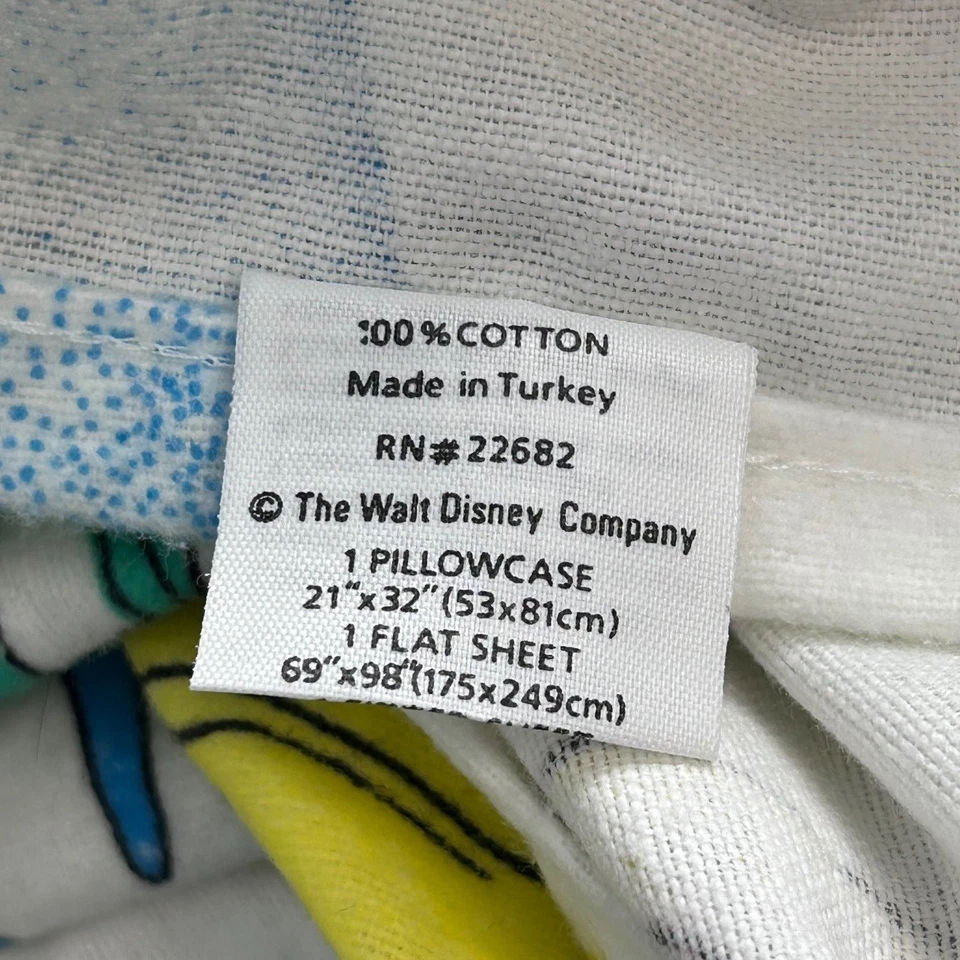 100% COTTON
Made in Turkey
RN# 22682
© The Walt Disney Company
1 PILLOWCASE
21"x32" (53x81cm)
1 FLAT SHEET
69"x98" (175x249cm)